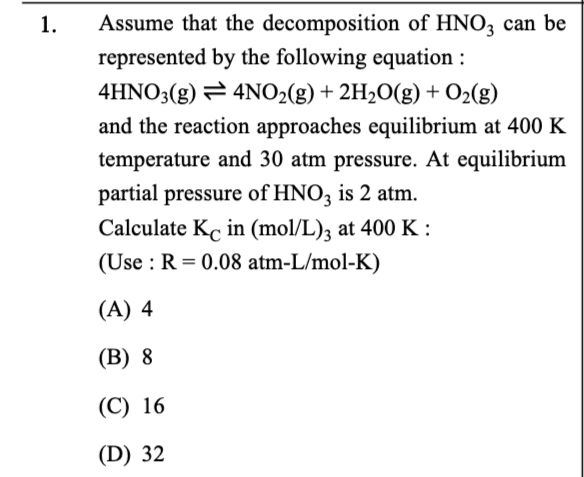 1. Assume that the decomposition of HNO₃ can be
represented by the following equation :
4HNO₃(g) ⇌ 4NO₂(g) + 2H₂O(g) + O₂(g)
and the reaction approaches equilibrium at 400 K
temperature and 30 atm pressure. At equilibrium
partial pressure of HNO₃ is 2 atm.
Calculate K_C in (mol/L)₃ at 400 K :
(Use : R = 0.08 atm-L/mol-K)
(A) 4
(B) 8
(C) 16
(D) 32